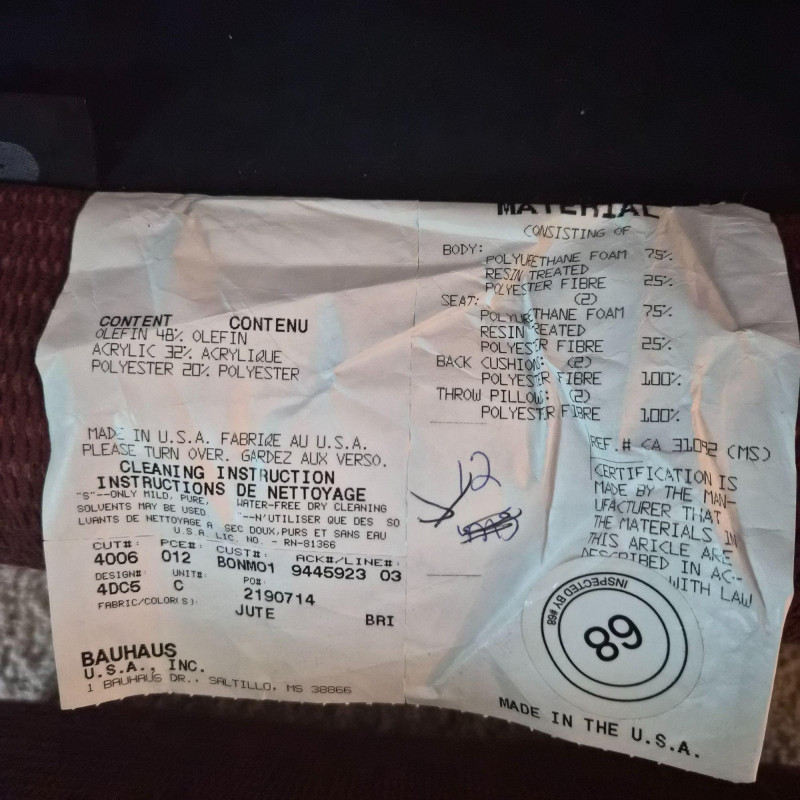 CONTENT CONTENU
OLEFIN 48% OLEFIN
ACRYLIC 32% ACRYLIQUE
POLYESTER 20% POLYESTER
MADE IN U.S.A. FABRIQE AU U.S.A.
PLEASE TURN OVER. GARDEZ AUX VERSO.
CLEANING INSTRUCTION
INSTRUCTIONS DE NETTOYAGE
"S"--ONLY MILD, PURE, WATER-FREE DRY CLEANING
SOLVENTS MAY BE USED "--N'UTILISER QUE DES SO
LUANTS DE NETTOYAGE A SEC DOUX,PURS ET SANS EAU
U.S.A. LIC. NO. - RN-81366
CUT#: PCE#: CUST#: ACK#/LINE#:
4006 012 BONM01 9445923 03
DESIGN#: UNIT#: PO#:
4DC5 C 2190714
FABRIC/COLOR(S):
JUTE BRI
BAUHAUS
U.S.A., INC.
1 BAUHAUS DR., SALTILLO, MS 38866
MATERIAL
CONSISTING OF
BODY:
POLYURETHANE FOAM 75%
RESIN TREATED
POLYESTER FIBRE 25%
SEAT: (2)
POLYURETHANE FOAM 75%
RESIN TREATED
POLYESTER FIBRE 25%
BACK CUSHION: (2)
POLYESTER FIBRE 100%
THROW PILLOW: (2)
POLYESTER FIBRE 100%
REF.# CA 31092 (MS)
CERTIFICATION IS
MADE BY THE MAN-
UFACTURER THAT
THE MATERIALS IN
THIS ARICLE ARE
DESCRIBED IN AC--
WITH LAW
12
INSPECTED BY #68
68
MADE IN THE U.S.A.